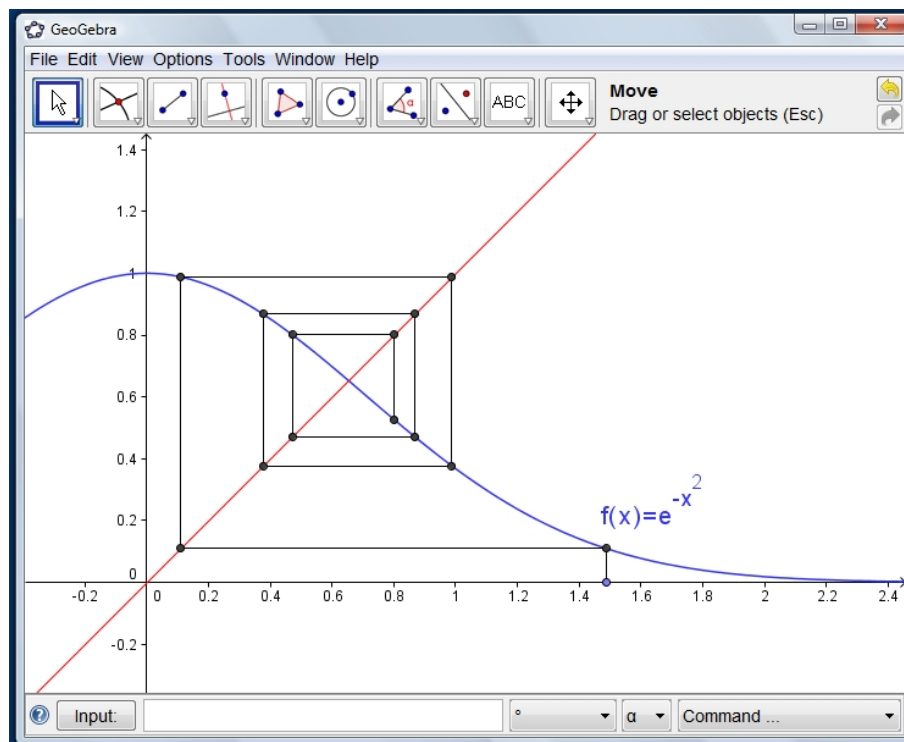 GeoGebra
File Edit View Options Tools Window Help
ABC
Move
Drag or select objects (Esc)
1.4
1.2
1
0.8
0.6
0.4
0.2
0
-0.2
-0.2 0 0.2 0.4 0.6 0.8 1 1.2 1.4 1.6 1.8 2 2.2 2.4
f(x)=e^-x^2
Input: ° α Command ...